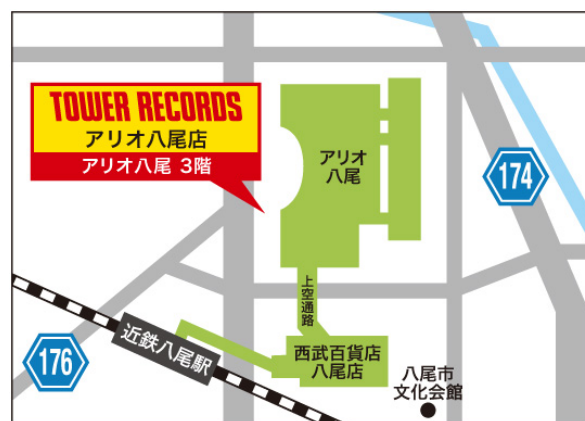 TOWER RECORDS
アリオ八尾店
アリオ八尾 3階
アリオ
八尾
174
上空通路
近鉄八尾駅
西武百貨店
八尾店
176
八尾市
文化会館